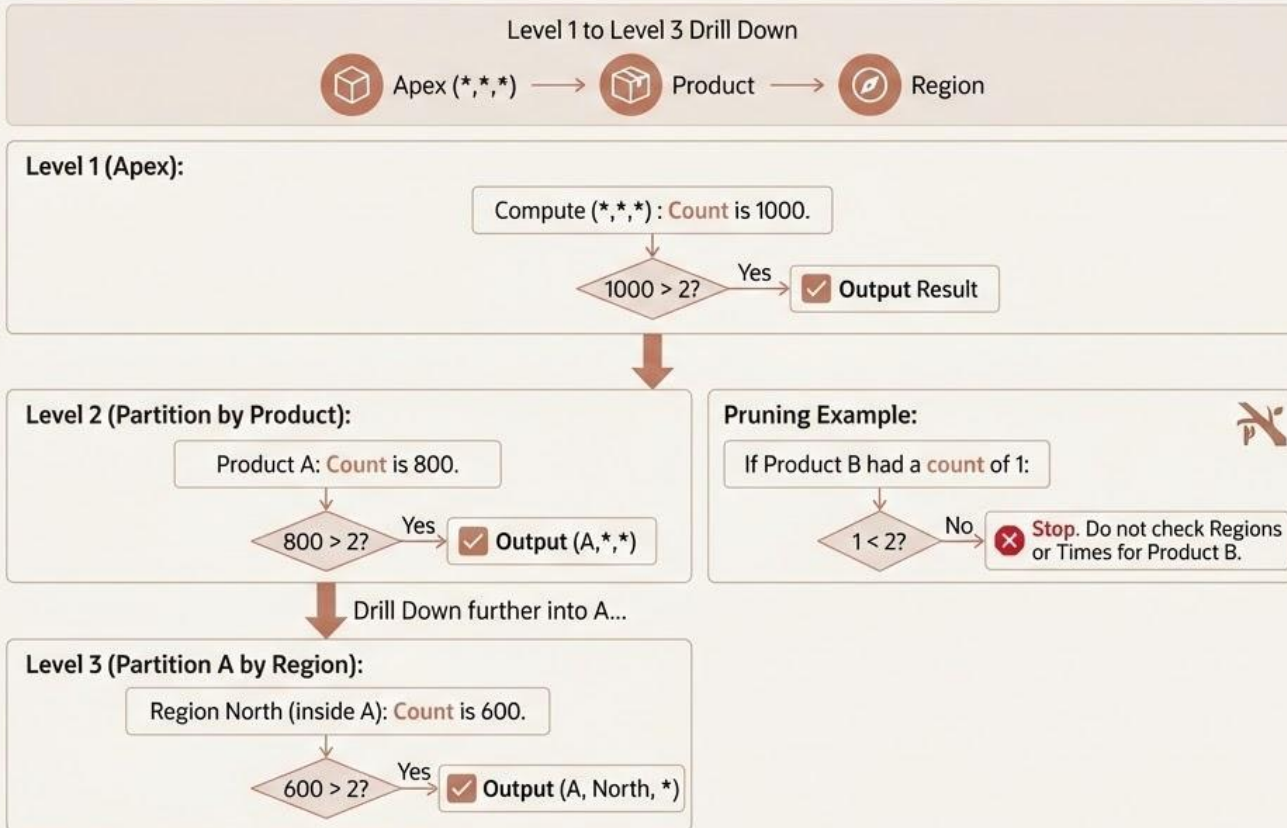 Level 1 to Level 3 Drill Down
Apex (*,*,*)
Product
Region
Level 1 (Apex):
Compute (*,*,*) : Count is 1000.
1000 > 2?
Yes
Output Result
Level 2 (Partition by Product):
Product A: Count is 800.
800 > 2?
Yes
Output (A,*,*)
Pruning Example:
If Product B had a count of 1:
1 < 2?
No
Stop. Do not check Regions
or Times for Product B.
Drill Down further into A...
Level 3 (Partition A by Region):
Region North (inside A): Count is 600.
600 > 2?
Yes
Output (A, North, *)